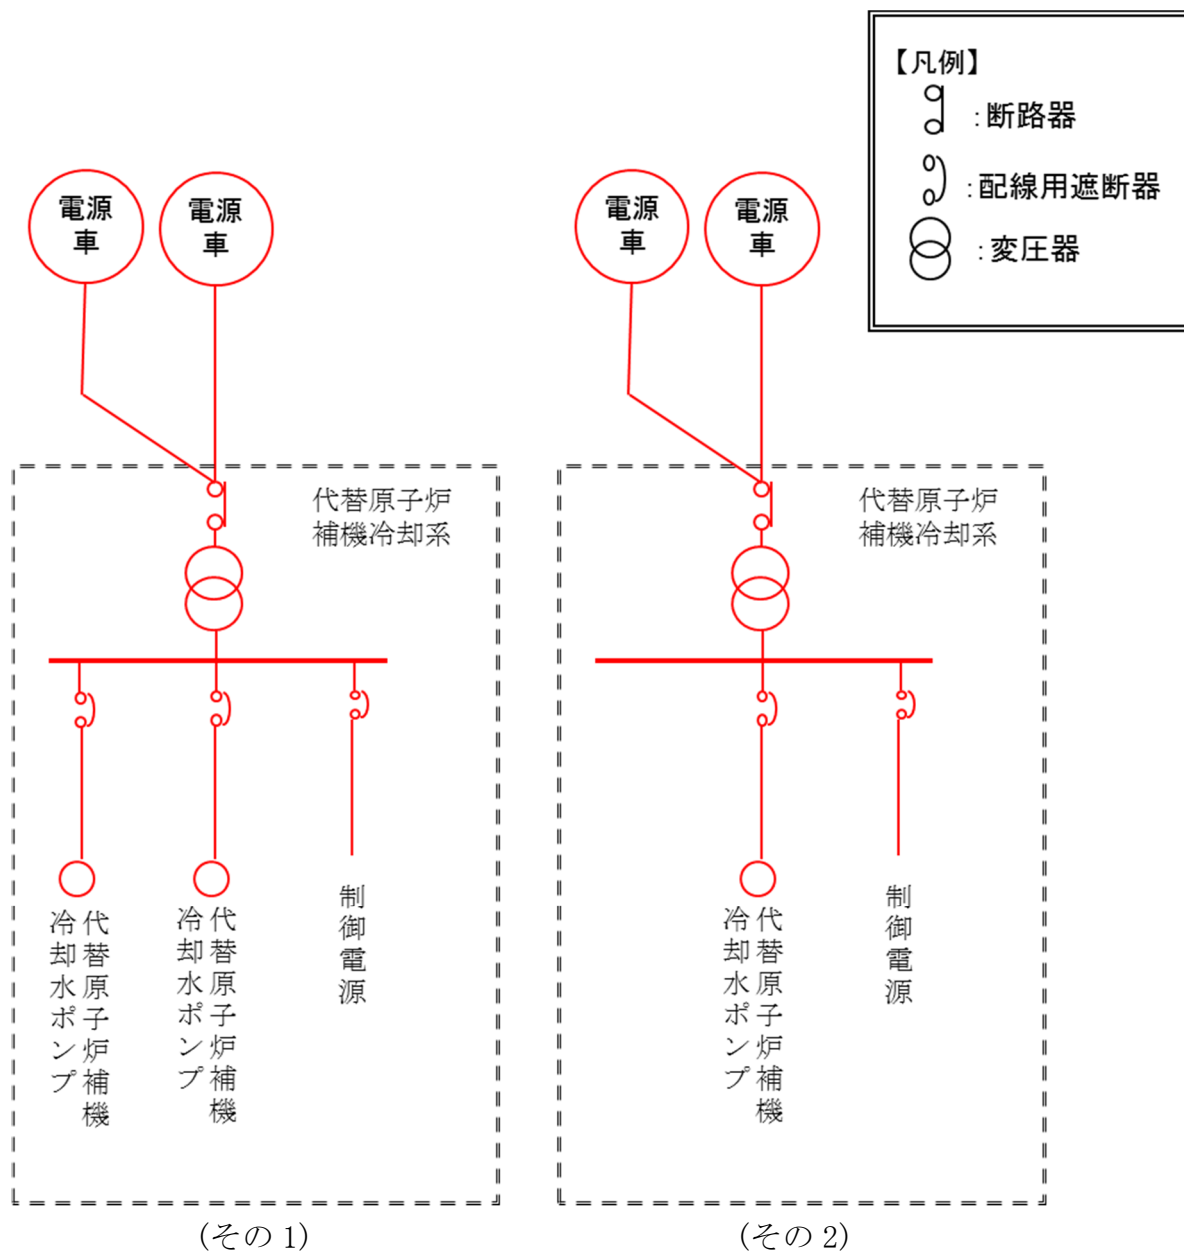 【凡例】
:断路器
:配線用遮断器
:変圧器
電源
車
電源
車
電源
車
電源
車
代替原子炉
補機冷却系
代替原子炉
補機冷却系
代替原子炉補機
冷却水ポンプ
代替原子炉補機
冷却水ポンプ
制御電源
代替原子炉補機
冷却水ポンプ
制御電源
(その 1)
(その 2)